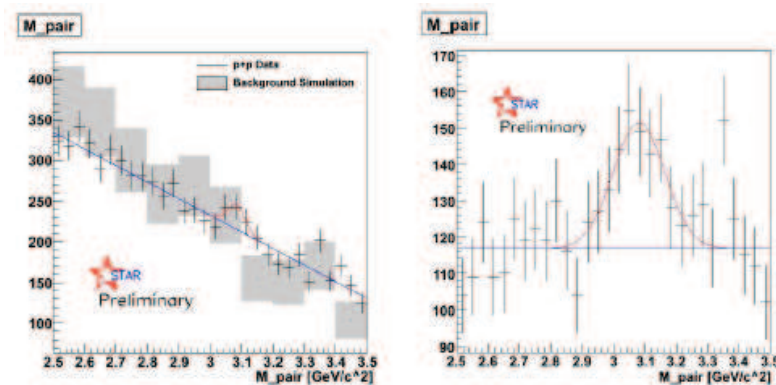 M_pair
M_pair
p+p Data
Background Simulation
400
350
300
250
200
150
100
STAR
Preliminary
2.5 2.6 2.7 2.8 2.9 3 3.1 3.2 3.3 3.4 3.5
M_pair [GeV/c^2]
M_pair
M_pair
170
160
150
140
130
120
110
100
90
STAR
Preliminary
2.5 2.6 2.7 2.8 2.9 3 3.1 3.2 3.3 3.4 3.5
M_pair [GeV/c^2]